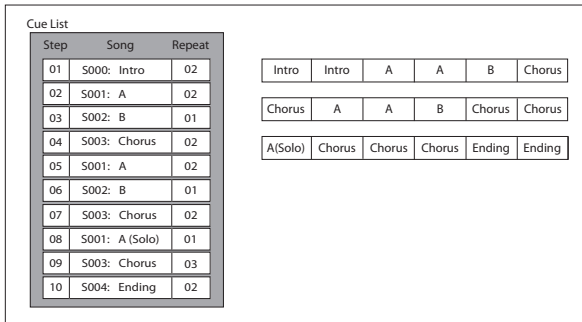 Cue List
Step Song Repeat
01 S000: Intro 02
02 S001: A 02
03 S002: B 01
04 S003: Chorus 02
05 S001: A 02
06 S002: B 01
07 S003: Chorus 02
08 S001: A (Solo) 01
09 S003: Chorus 03
10 S004: Ending 02
Intro Intro A A B Chorus
Chorus A A B Chorus Chorus
A(Solo) Chorus Chorus Chorus Ending Ending